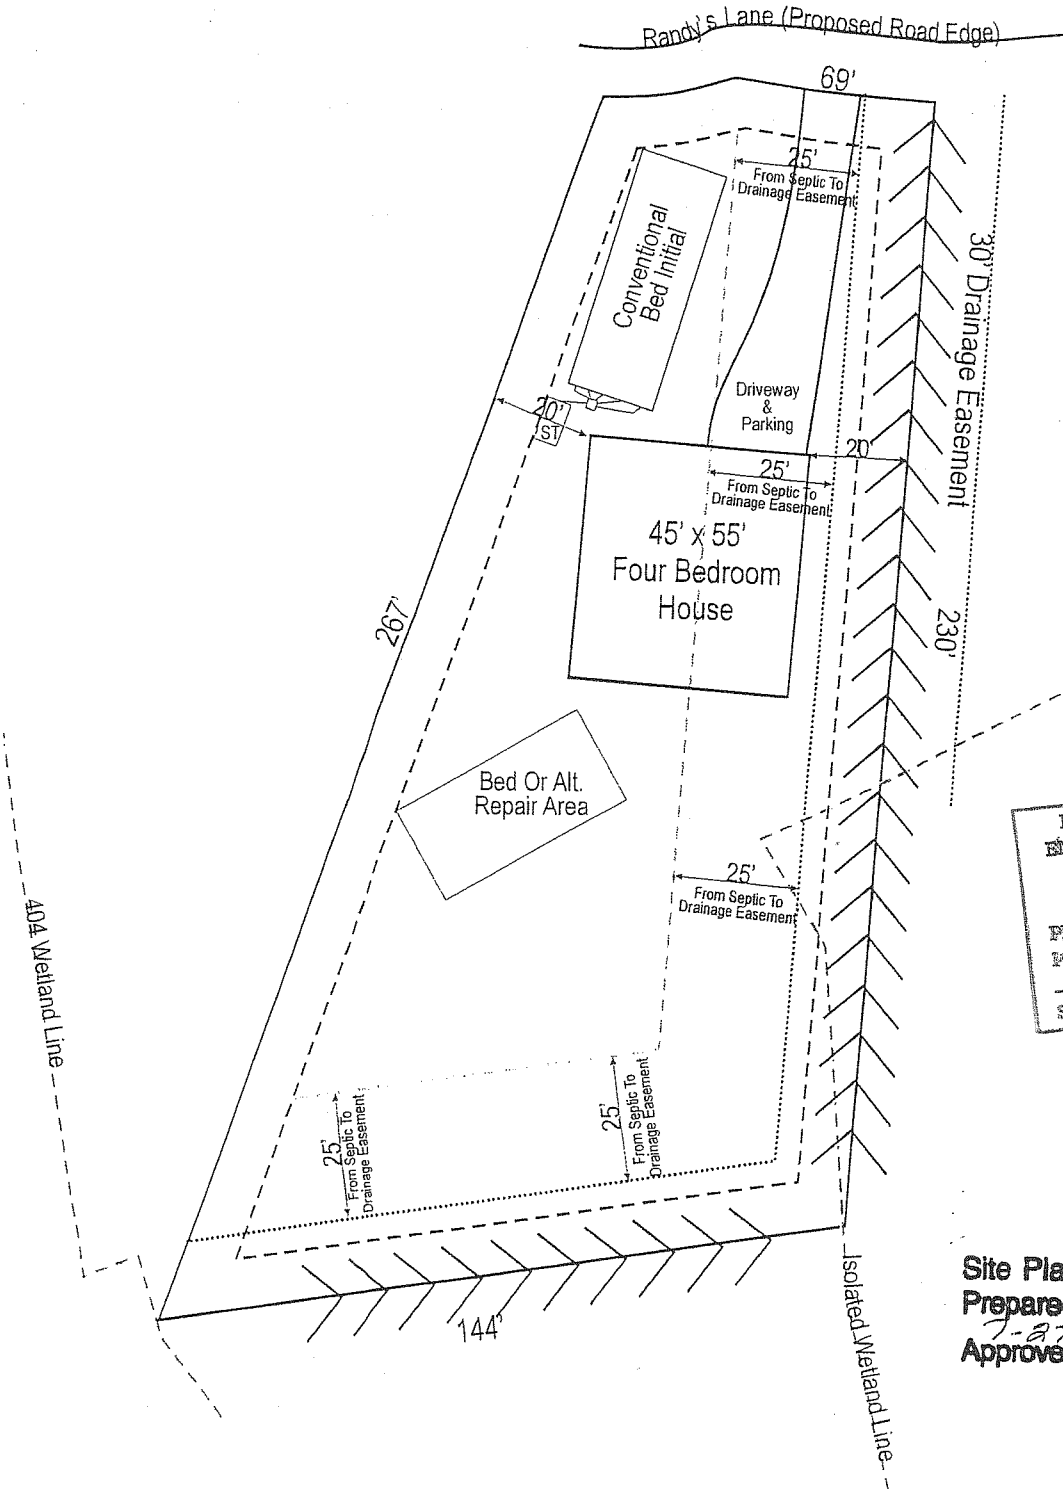 Randy's Lane (Proposed Road Edge)
69'
25'
From Septic To
Drainage Easement
Conventional
Bed Initial
30' Drainage Easement
Driveway
&
Parking
20'
ST
20'
25'
From Septic To
Drainage Easement
45' x 55'
Four Bedroom
House
267'
230'
Bed Or Alt.
Repair Area
25'
From Septic To
Drainage Easement
404 Wetland Line
25'
From Septic To
Drainage Easement
25'
From Septic To
Drainage Easement
144'
Isolated Wetland Line
Site Pla
Prepare
7-27
Approve